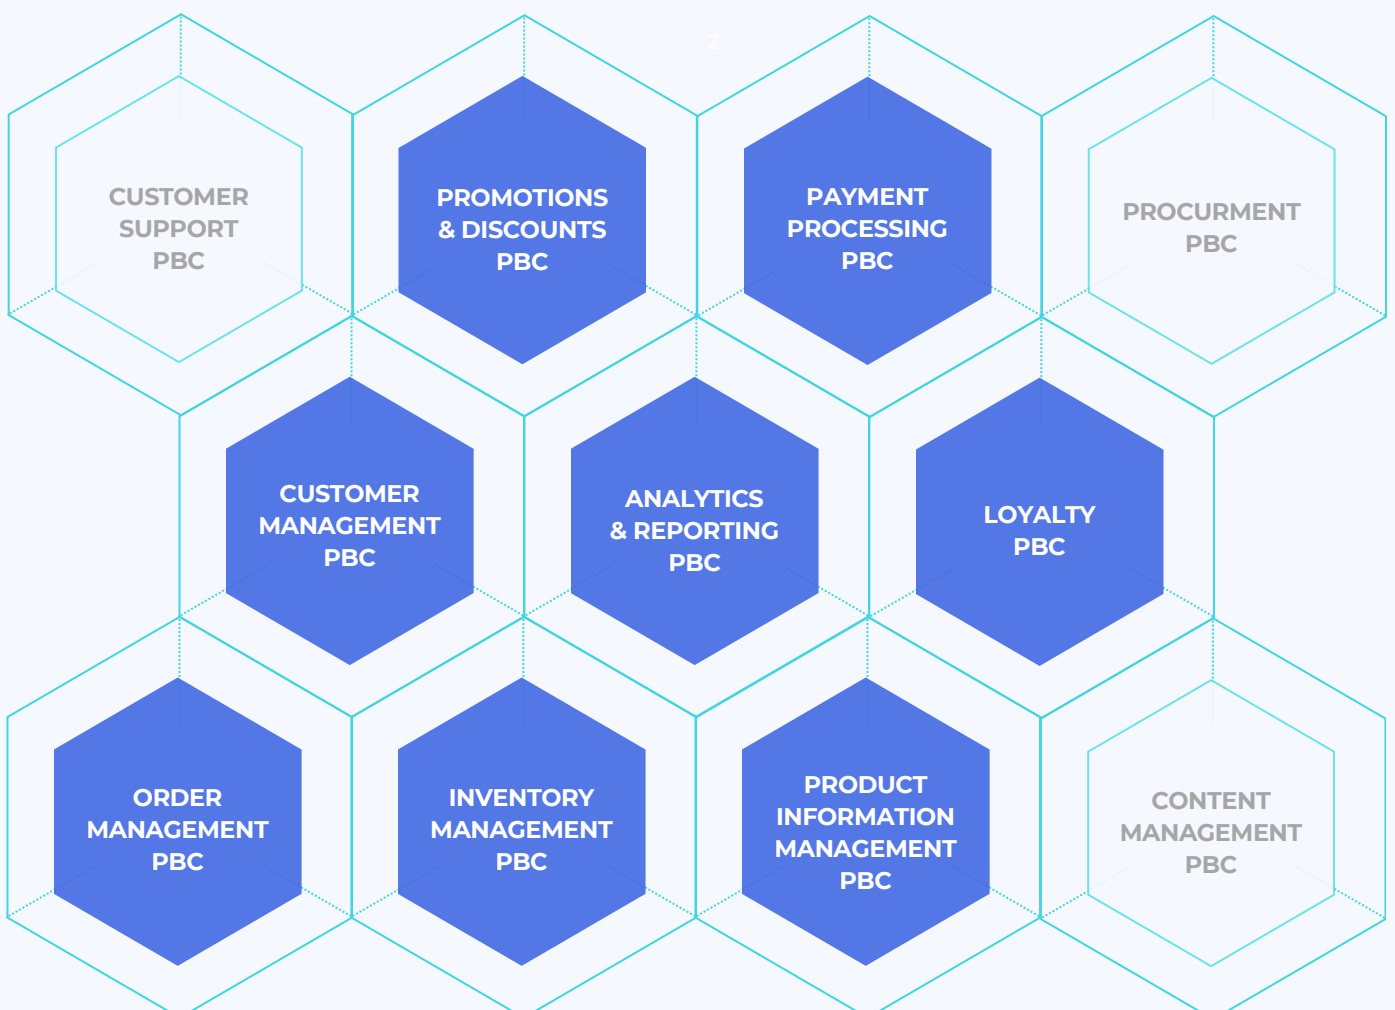 Z
CUSTOMER
SUPPORT
PBC
PROMOTIONS
& DISCOUNTS
PBC
PAYMENT
PROCESSING
PBC
PROCURMENT
PBC
CUSTOMER
MANAGEMENT
PBC
ANALYTICS
& REPORTING
PBC
LOYALTY
PBC
ORDER
MANAGEMENT
PBC
INVENTORY
MANAGEMENT
PBC
PRODUCT
INFORMATION
MANAGEMENT
PBC
CONTENT
MANAGEMENT
PBC